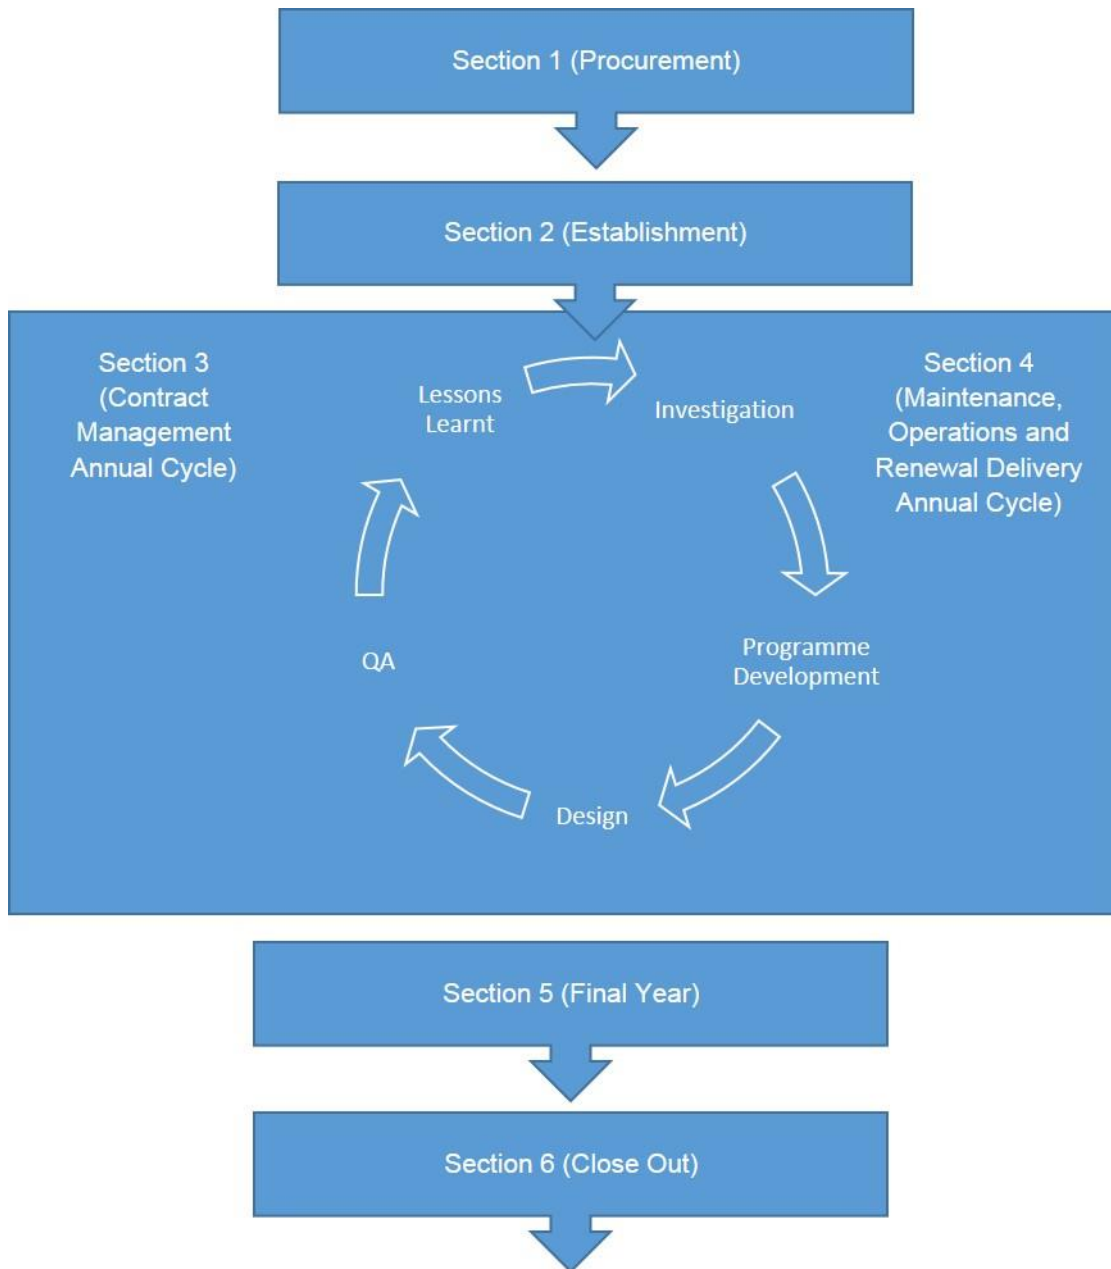 Section 1 (Procurement)
Section 2 (Establishment)
Section 3
(Contract
Management
Annual Cycle)
Section 4
(Maintenance,
Operations and
Renewal Delivery
Annual Cycle)
Lessons
Learnt
Investigation
Programme
Development
Design
QA
Section 5 (Final Year)
Section 6 (Close Out)